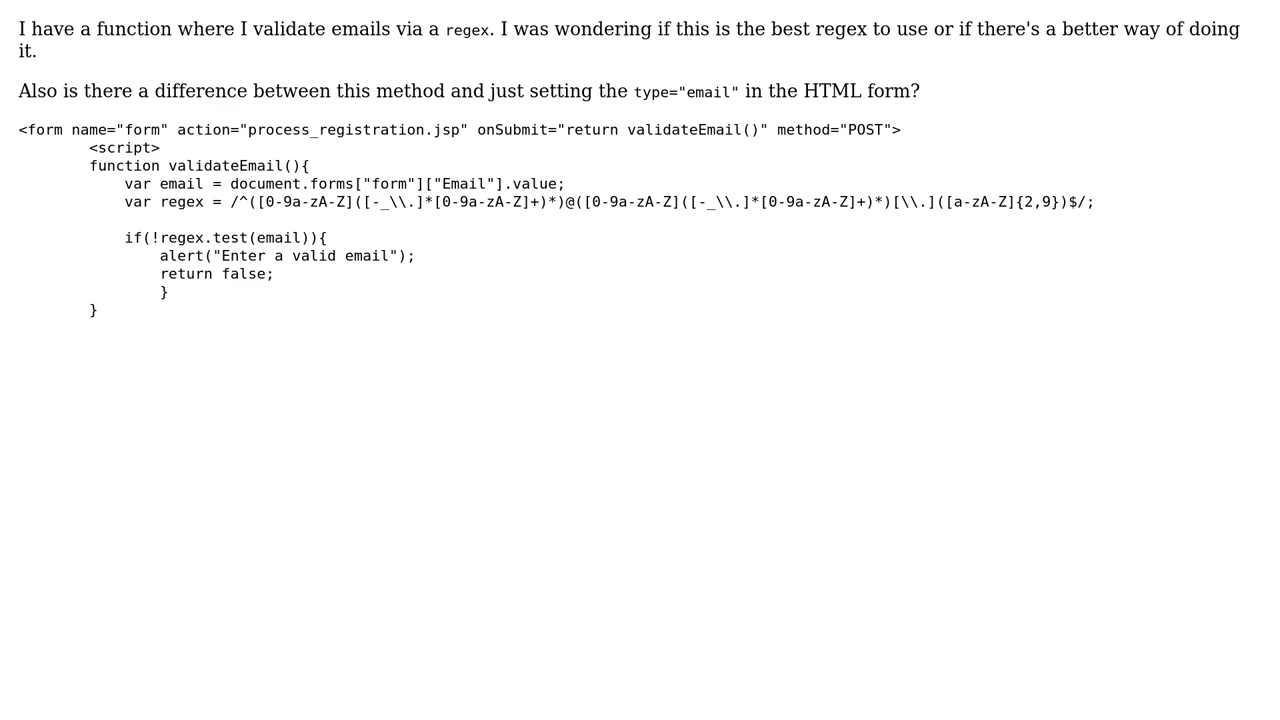 I have a function where I validate emails via a regex. I was wondering if this is the best regex to use or if there's a better way of doing
it.
Also is there a difference between this method and just setting the type="email" in the HTML form?
<form name="form" action="process_registration.jsp" onSubmit="return validateEmail()" method="POST">
        <script>
        function validateEmail(){
            var email = document.forms["form"]["Email"].value;
            var regex = /^([0-9a-zA-Z]([-_\\.]*[0-9a-zA-Z]+)*)@([0-9a-zA-Z]([-_\\.]*[0-9a-zA-Z]+)*)[\\.]([a-zA-Z]{2,9})$/;
            if(!regex.test(email)){
                alert("Enter a valid email");
                return false;
                }
        }